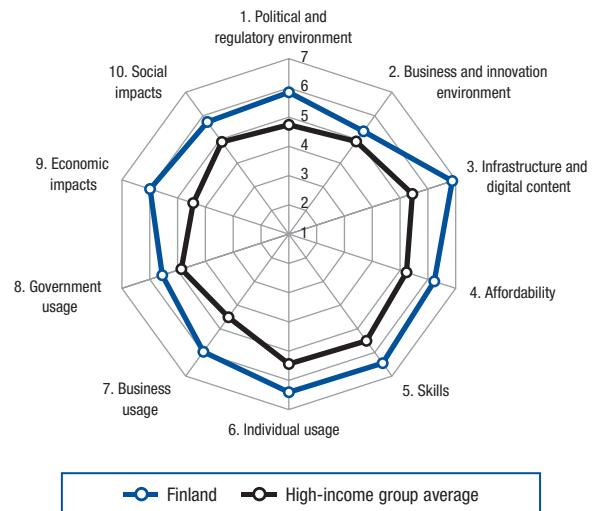 1. Political and
regulatory environment
7
10. Social
impacts
6
2. Business and innovation
environment
5
4
9. Economic
impacts
3
3. Infrastructure and
digital content
2
1
8. Government
usage
4. Affordability
7. Business
usage
5. Skills
6. Individual usage
Finland
High-income group average